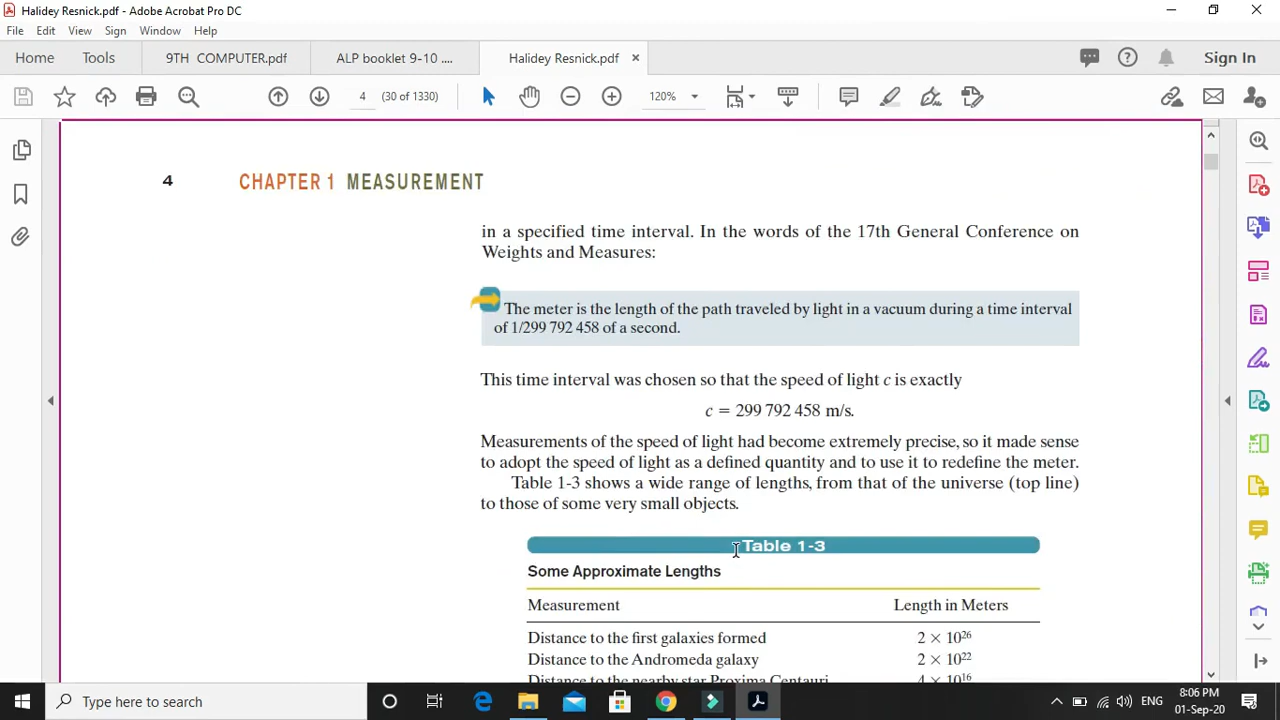 Halidey Resnick.pdf - Adobe Acrobat Pro DC
File Edit View Sign Window Help
Home Tools 9TH COMPUTER.pdf ALP booklet 9-10 .... Halidey Resnick.pdf × Sign In
4 (30 of 1330) 120%
4 CHAPTER 1 MEASUREMENT
in a specified time interval. In the words of the 17th General Conference on
Weights and Measures:
The meter is the length of the path traveled by light in a vacuum during a time interval
of 1/299 792 458 of a second.
This time interval was chosen so that the speed of light c is exactly
c = 299 792 458 m/s.
Measurements of the speed of light had become extremely precise, so it made sense
to adopt the speed of light as a defined quantity and to use it to redefine the meter.
Table 1-3 shows a wide range of lengths, from that of the universe (top line)
to those of some very small objects.
Table 1-3
Some Approximate Lengths
Measurement Length in Meters
Distance to the first galaxies formed 2 × 10²⁶
Distance to the Andromeda galaxy 2 × 10²²
Distance to the nearby star Proxima Centauri 4 × 10¹⁶
Type here to search ENG 8:06 PM
01-Sep-20